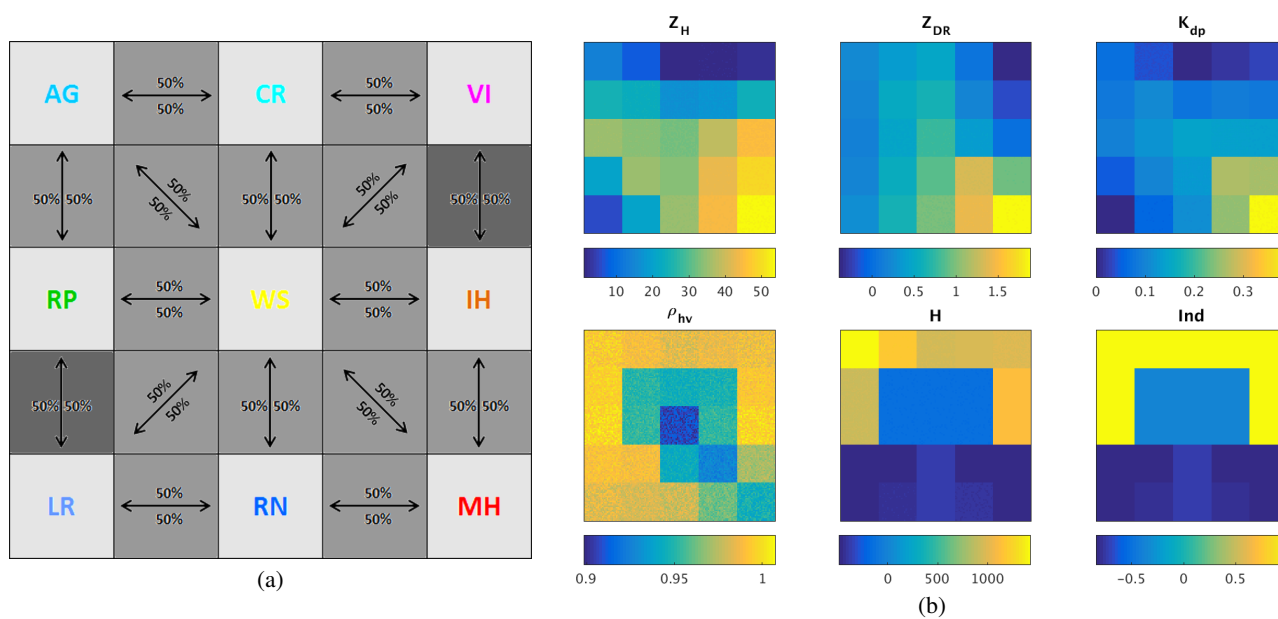 AG
50%
50%
CR
50%
50%
VI
50% 50%
50%
50%
50% 50%
50%
50%
50% 50%
RP
50%
50%
WS
50%
50%
IH
50% 50%
50%
50%
50% 50%
50%
50%
50% 50%
LR
50%
50%
RN
50%
50%
MH
(a)
Z_H
10 20 30 40 50
Z_DR
0 0.5 1 1.5
K_dp
0 0.1 0.2 0.3
ρ_hv
0.9 0.95 1
H
0 500 1000
Ind
−0.5 0 0.5
(b)